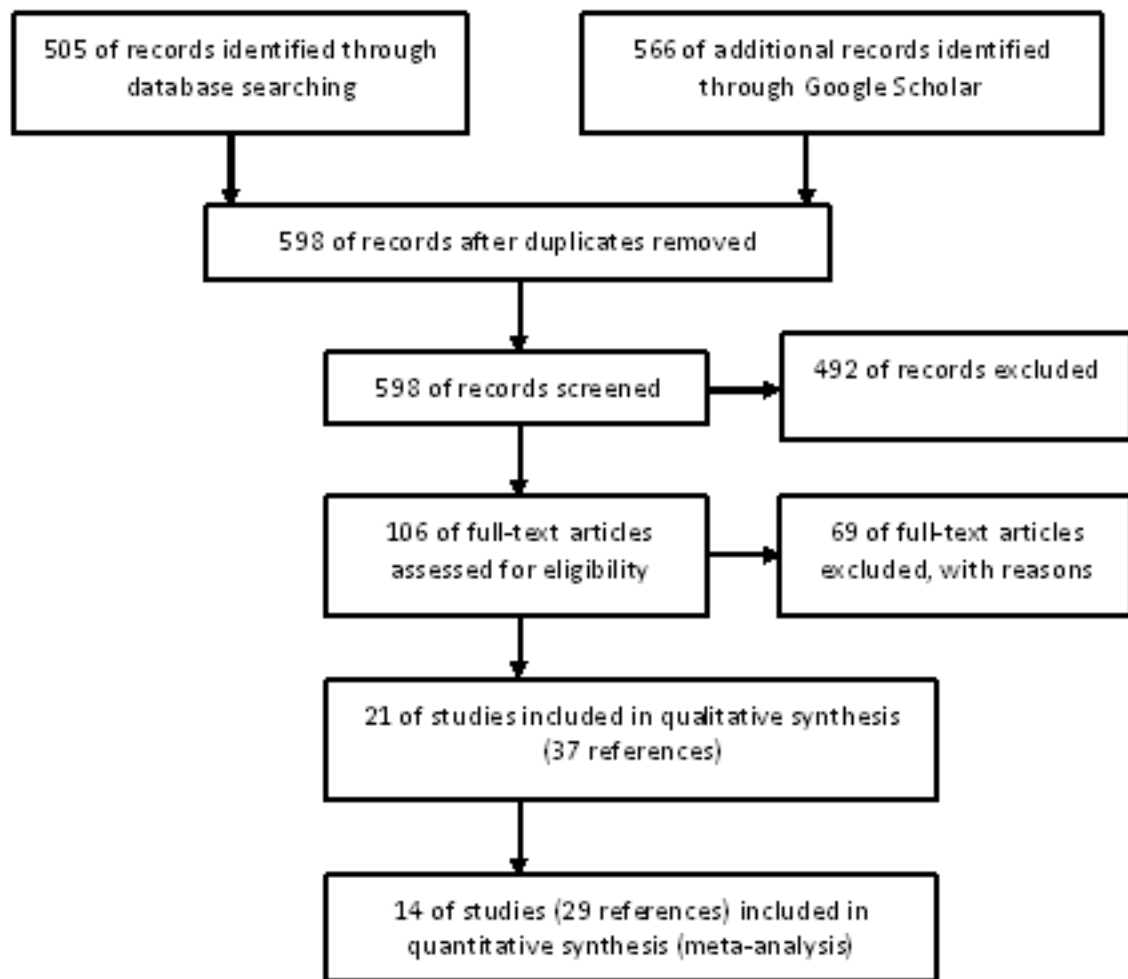 505 of records identified through
database searching
566 of additional records identified
through Google Scholar
598 of records after duplicates removed
598 of records screened
492 of records excluded
106 of full-text articles
assessed for eligibility
69 of full-text articles
excluded, with reasons
21 of studies included in qualitative synthesis
(37 references)
14 of studies (29 references) included in
quantitative synthesis (meta-analysis)